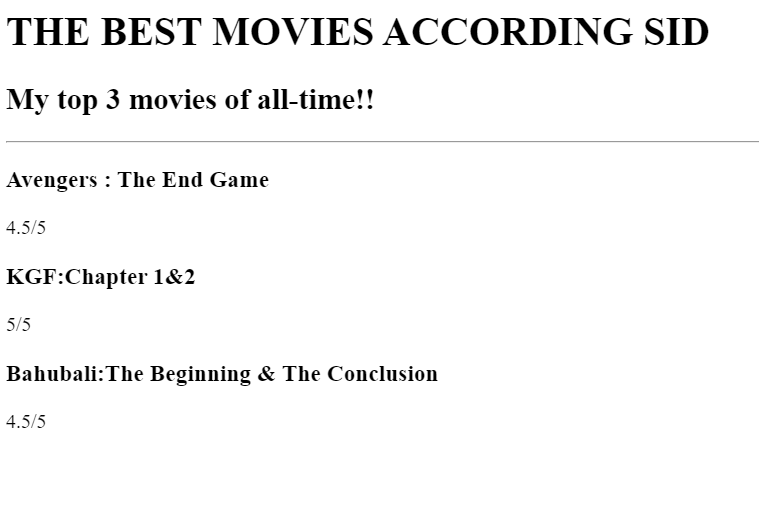 THE BEST MOVIES ACCORDING SID
My top 3 movies of all-time!!
Avengers : The End Game
4.5/5
KGF:Chapter 1&2
5/5
Bahubali:The Beginning & The Conclusion
4.5/5